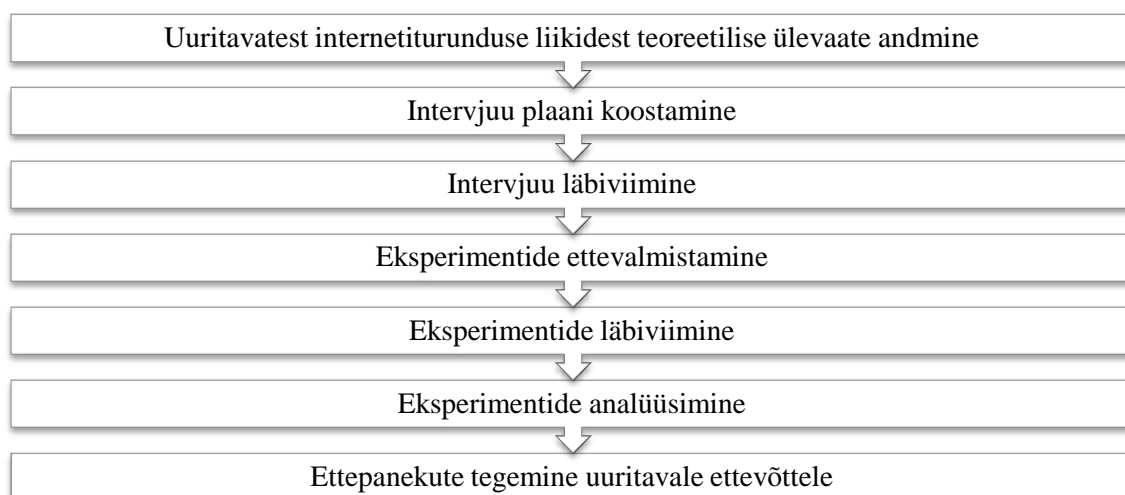 Uuritavatest internetiturunduse liikidest teoreetilise ülevaate andmine
Intervjuu plaani koostamine
Intervjuu läbiviimine
Eksperimentide ettevalmistamine
Eksperimentide läbiviimine
Eksperimentide analüüsimine
Ettepanekute tegemine uuritavale ettevõttele